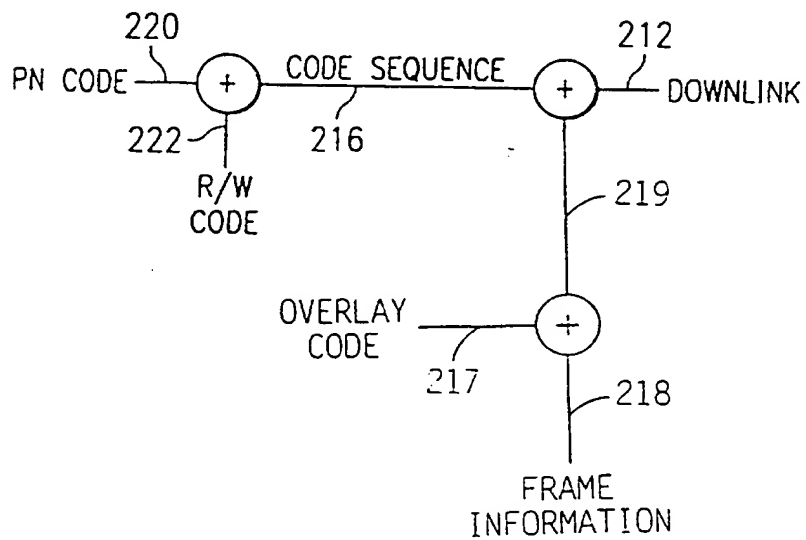 220
PN CODE
+
CODE SEQUENCE
+
212
DOWNLINK
222
216
R/W
CODE
219
OVERLAY
CODE
+
217
218
FRAME
INFORMATION